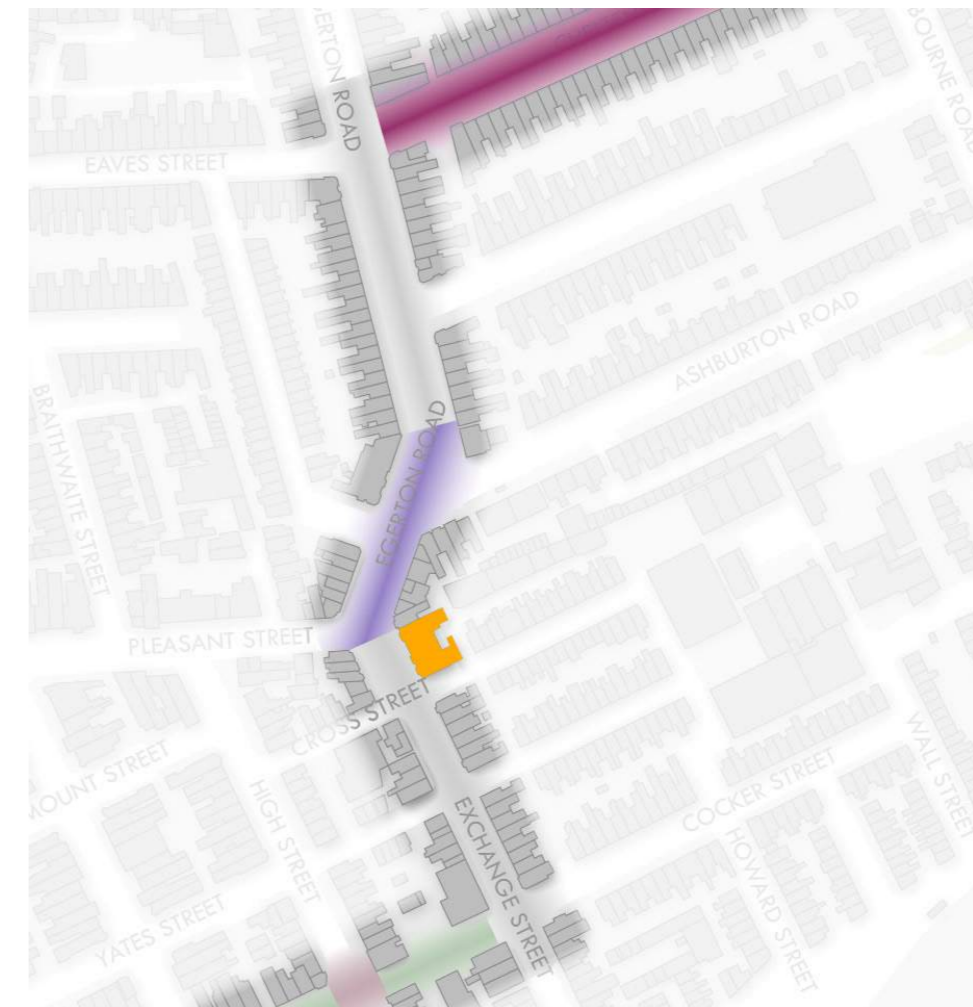 EGERTON ROAD
BOURNE ROAD
EAVES STREET
ASHBURTON ROAD
BRAITHWAITE STREET
EGERTON ROAD
PLEASANT STREET
CROSS STREET
MOUNT STREET
HIGH STREET
WALL STREET
COCKER STREET
EXCHANGE STREET
HOWARD STREET
YATES STREET